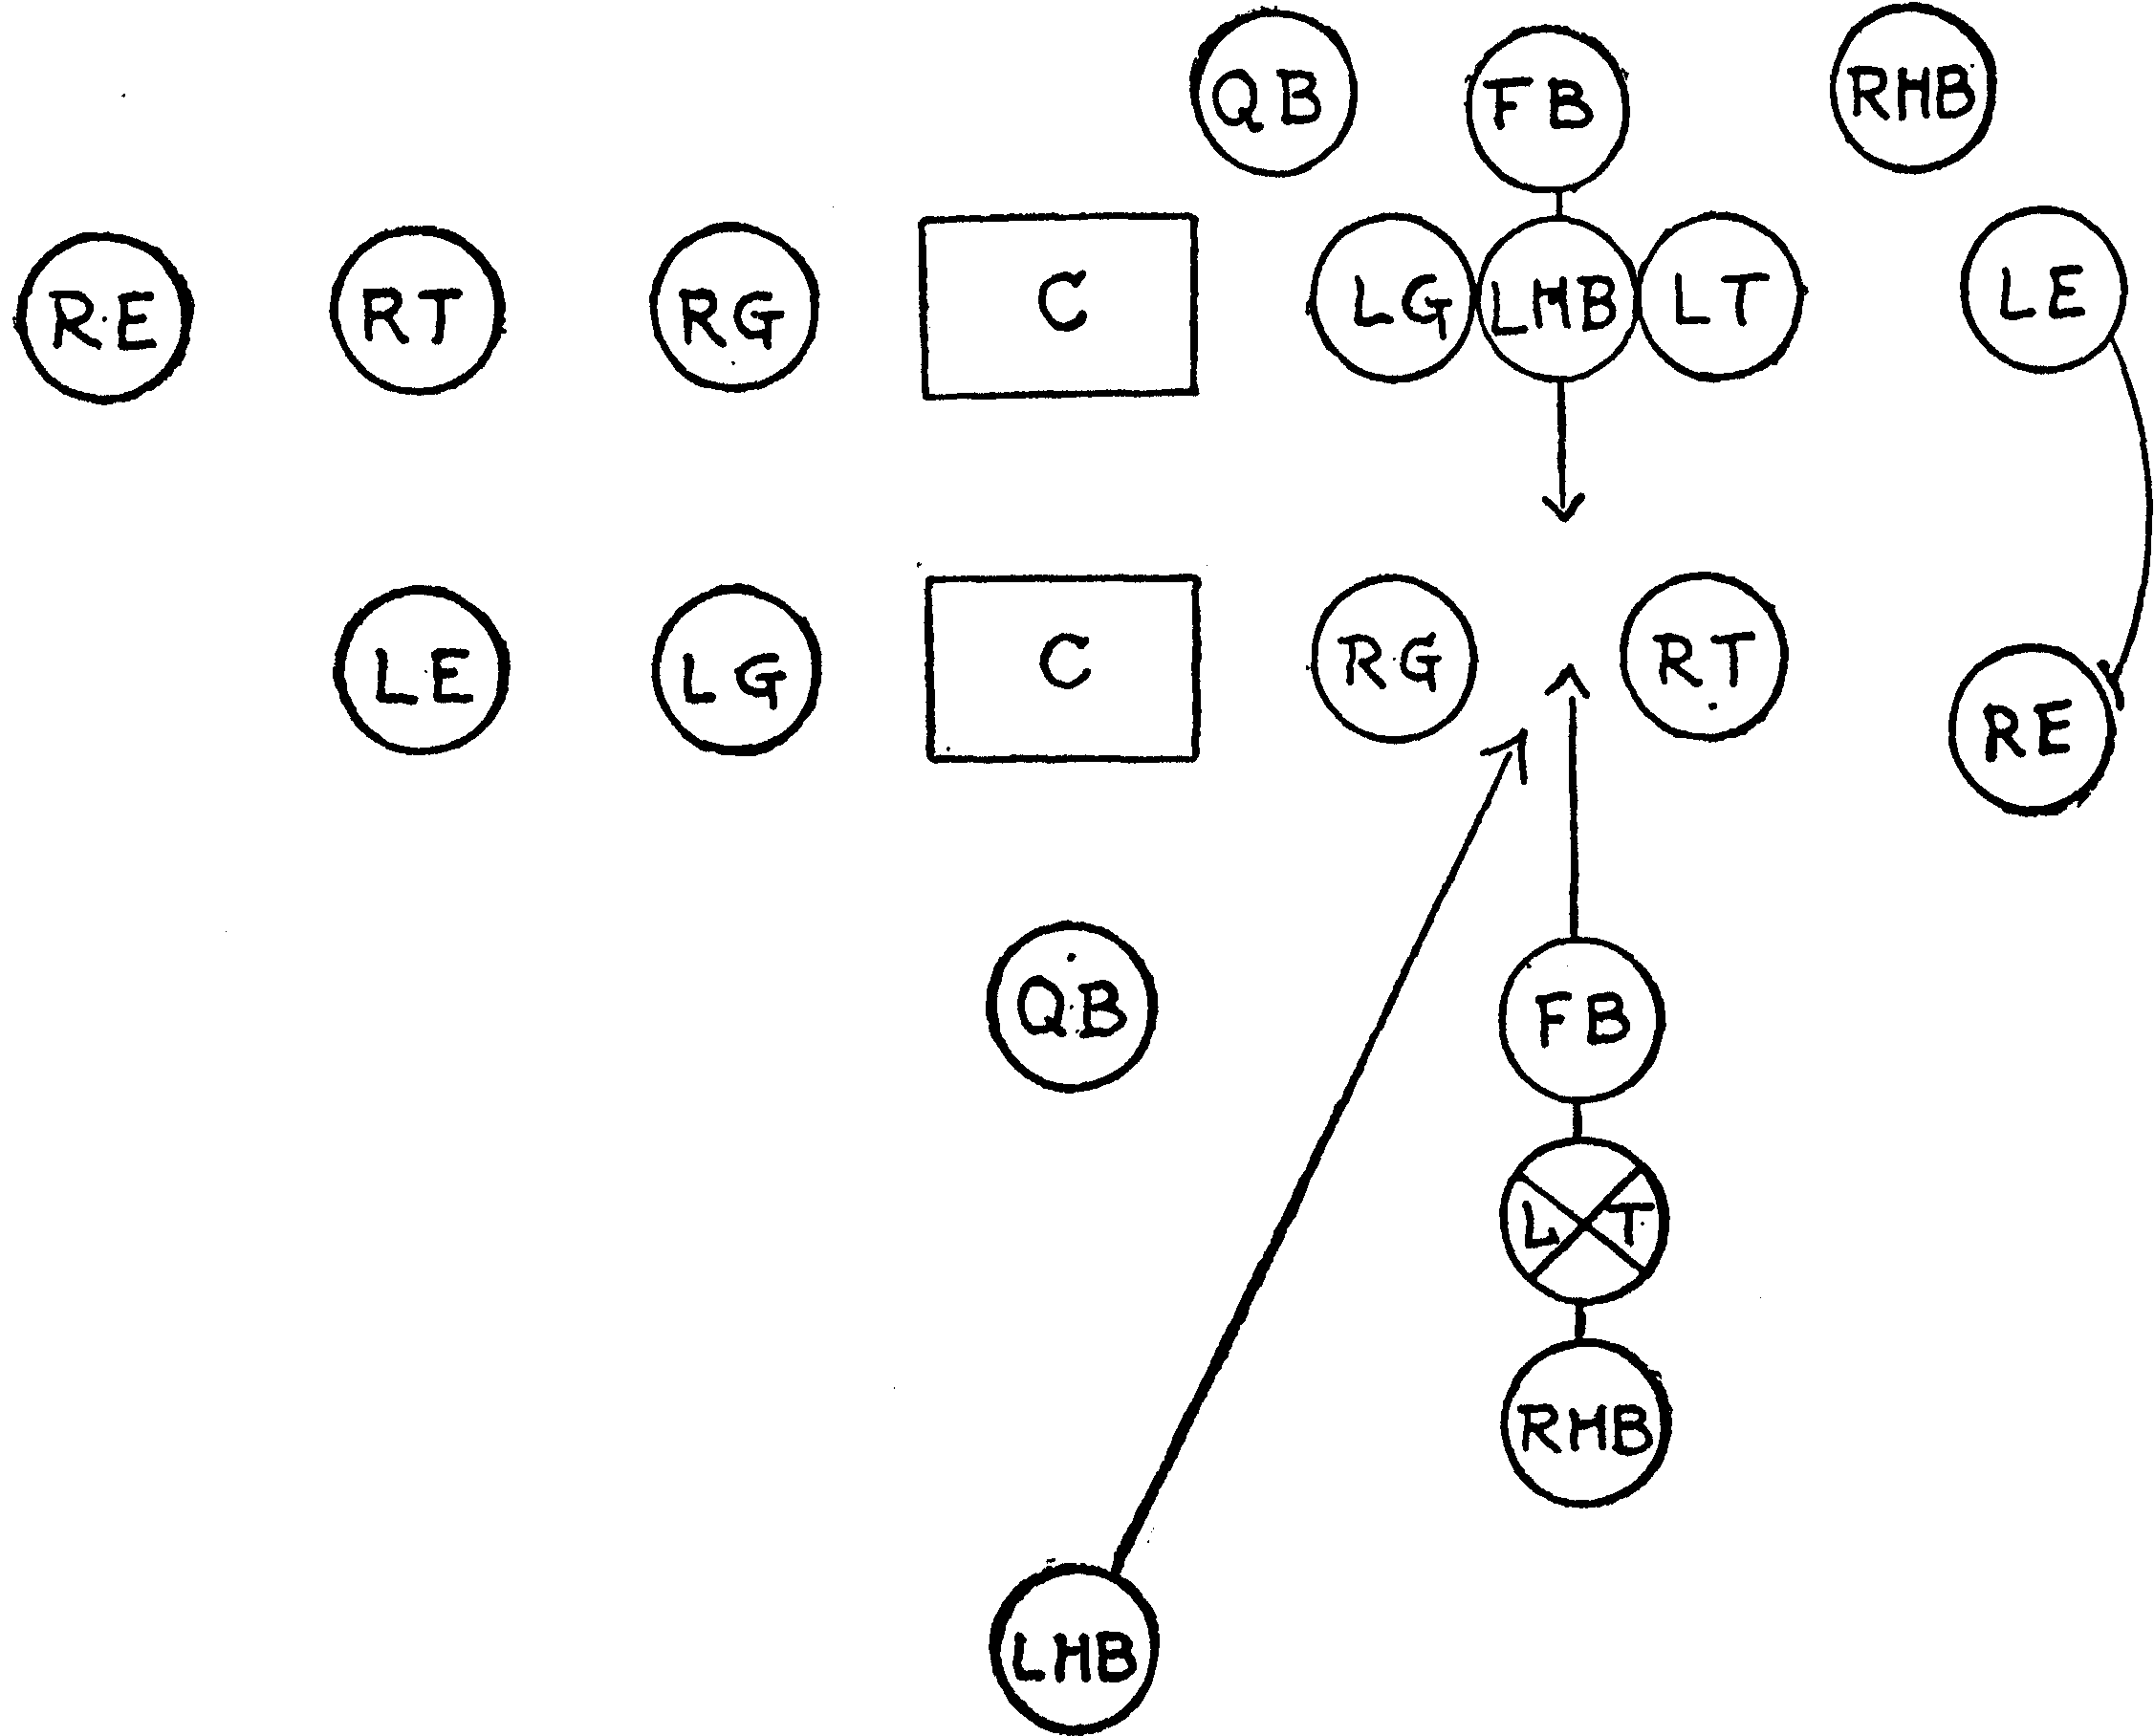 QB FB RHB
RE RT RG C LG LHB LT LE
LE LG C RG RT RE
QB FB
L T
RHB
LHB